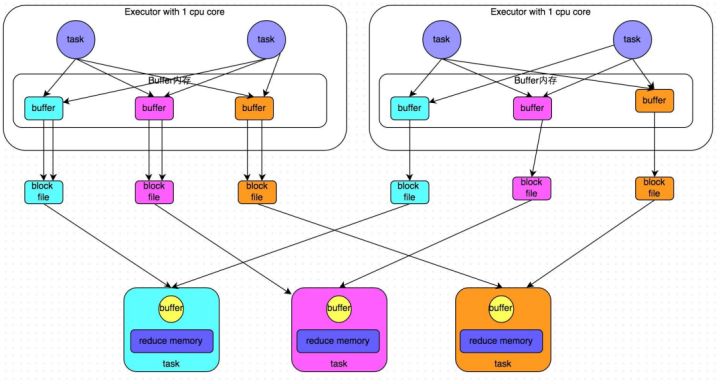 Executor with 1 cpu core
Executor with 1 cpu core
task
task
task
task
Buffer内存
Buffer内存
buffer
buffer
buffer
buffer
buffer
buffer
block
file
block
file
block
file
block
file
block
file
block
file
buffer
buffer
buffer
reduce memory
reduce memory
reduce memory
task
task
task